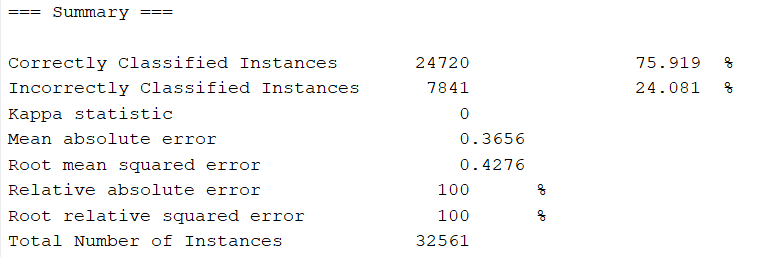 === Summary ===
Correctly Classified Instances 24720 75.919 %
Incorrectly Classified Instances 7841 24.081 %
Kappa statistic 0
Mean absolute error 0.3656
Root mean squared error 0.4276
Relative absolute error 100 %
Root relative squared error 100 %
Total Number of Instances 32561